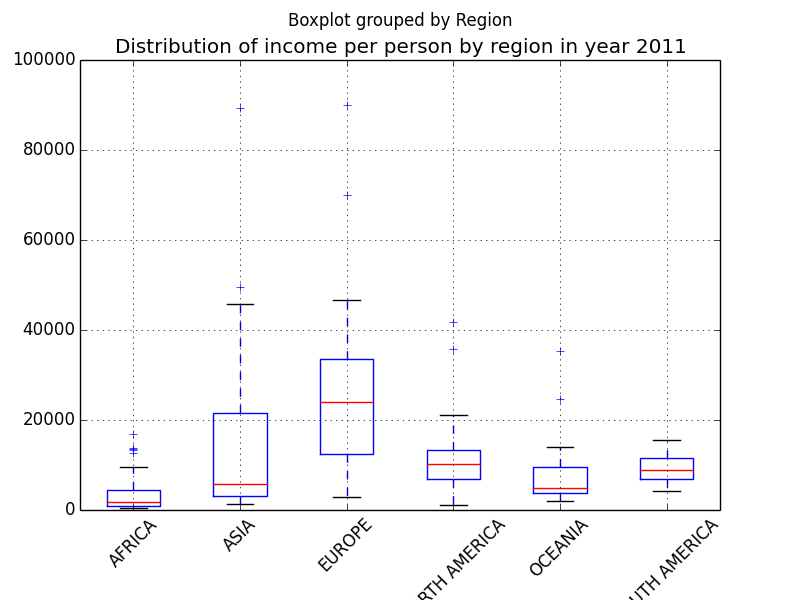 Boxplot grouped by Region
Distribution of income per person by region in year 2011
100000
80000
60000
40000
20000
0
AFRICA
ASIA
EUROPE
RTH AMERICA
OCEANIA
UTH AMERICA